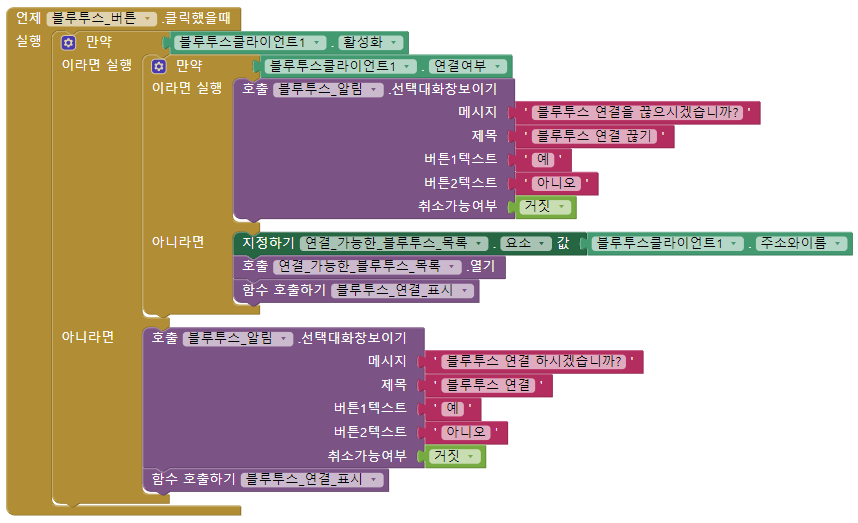 언제 블루투스_버튼 .클릭했을때
실행 만약 블루투스클라이언트1 . 활성화
이라면 실행 만약 블루투스클라이언트1 . 연결여부
이라면 실행 호출 블루투스_알림 .선택대화창보이기
메시지 " 블루투스 연결을 끊으시겠습니까? "
제목 " 블루투스 연결 끊기 "
버튼1텍스트 " 예 "
버튼2텍스트 " 아니오 "
취소가능여부 거짓
아니라면 지정하기 연결_가능한_블루투스_목록 . 요소 값 블루투스클라이언트1 . 주소와이름
호출 연결_가능한_블루투스_목록 .열기
함수 호출하기 블루투스_연결_표시
아니라면 호출 블루투스_알림 .선택대화창보이기
메시지 " 블루투스 연결 하시겠습니까? "
제목 " 블루투스 연결 "
버튼1텍스트 " 예 "
버튼2텍스트 " 아니오 "
취소가능여부 거짓
함수 호출하기 블루투스_연결_표시